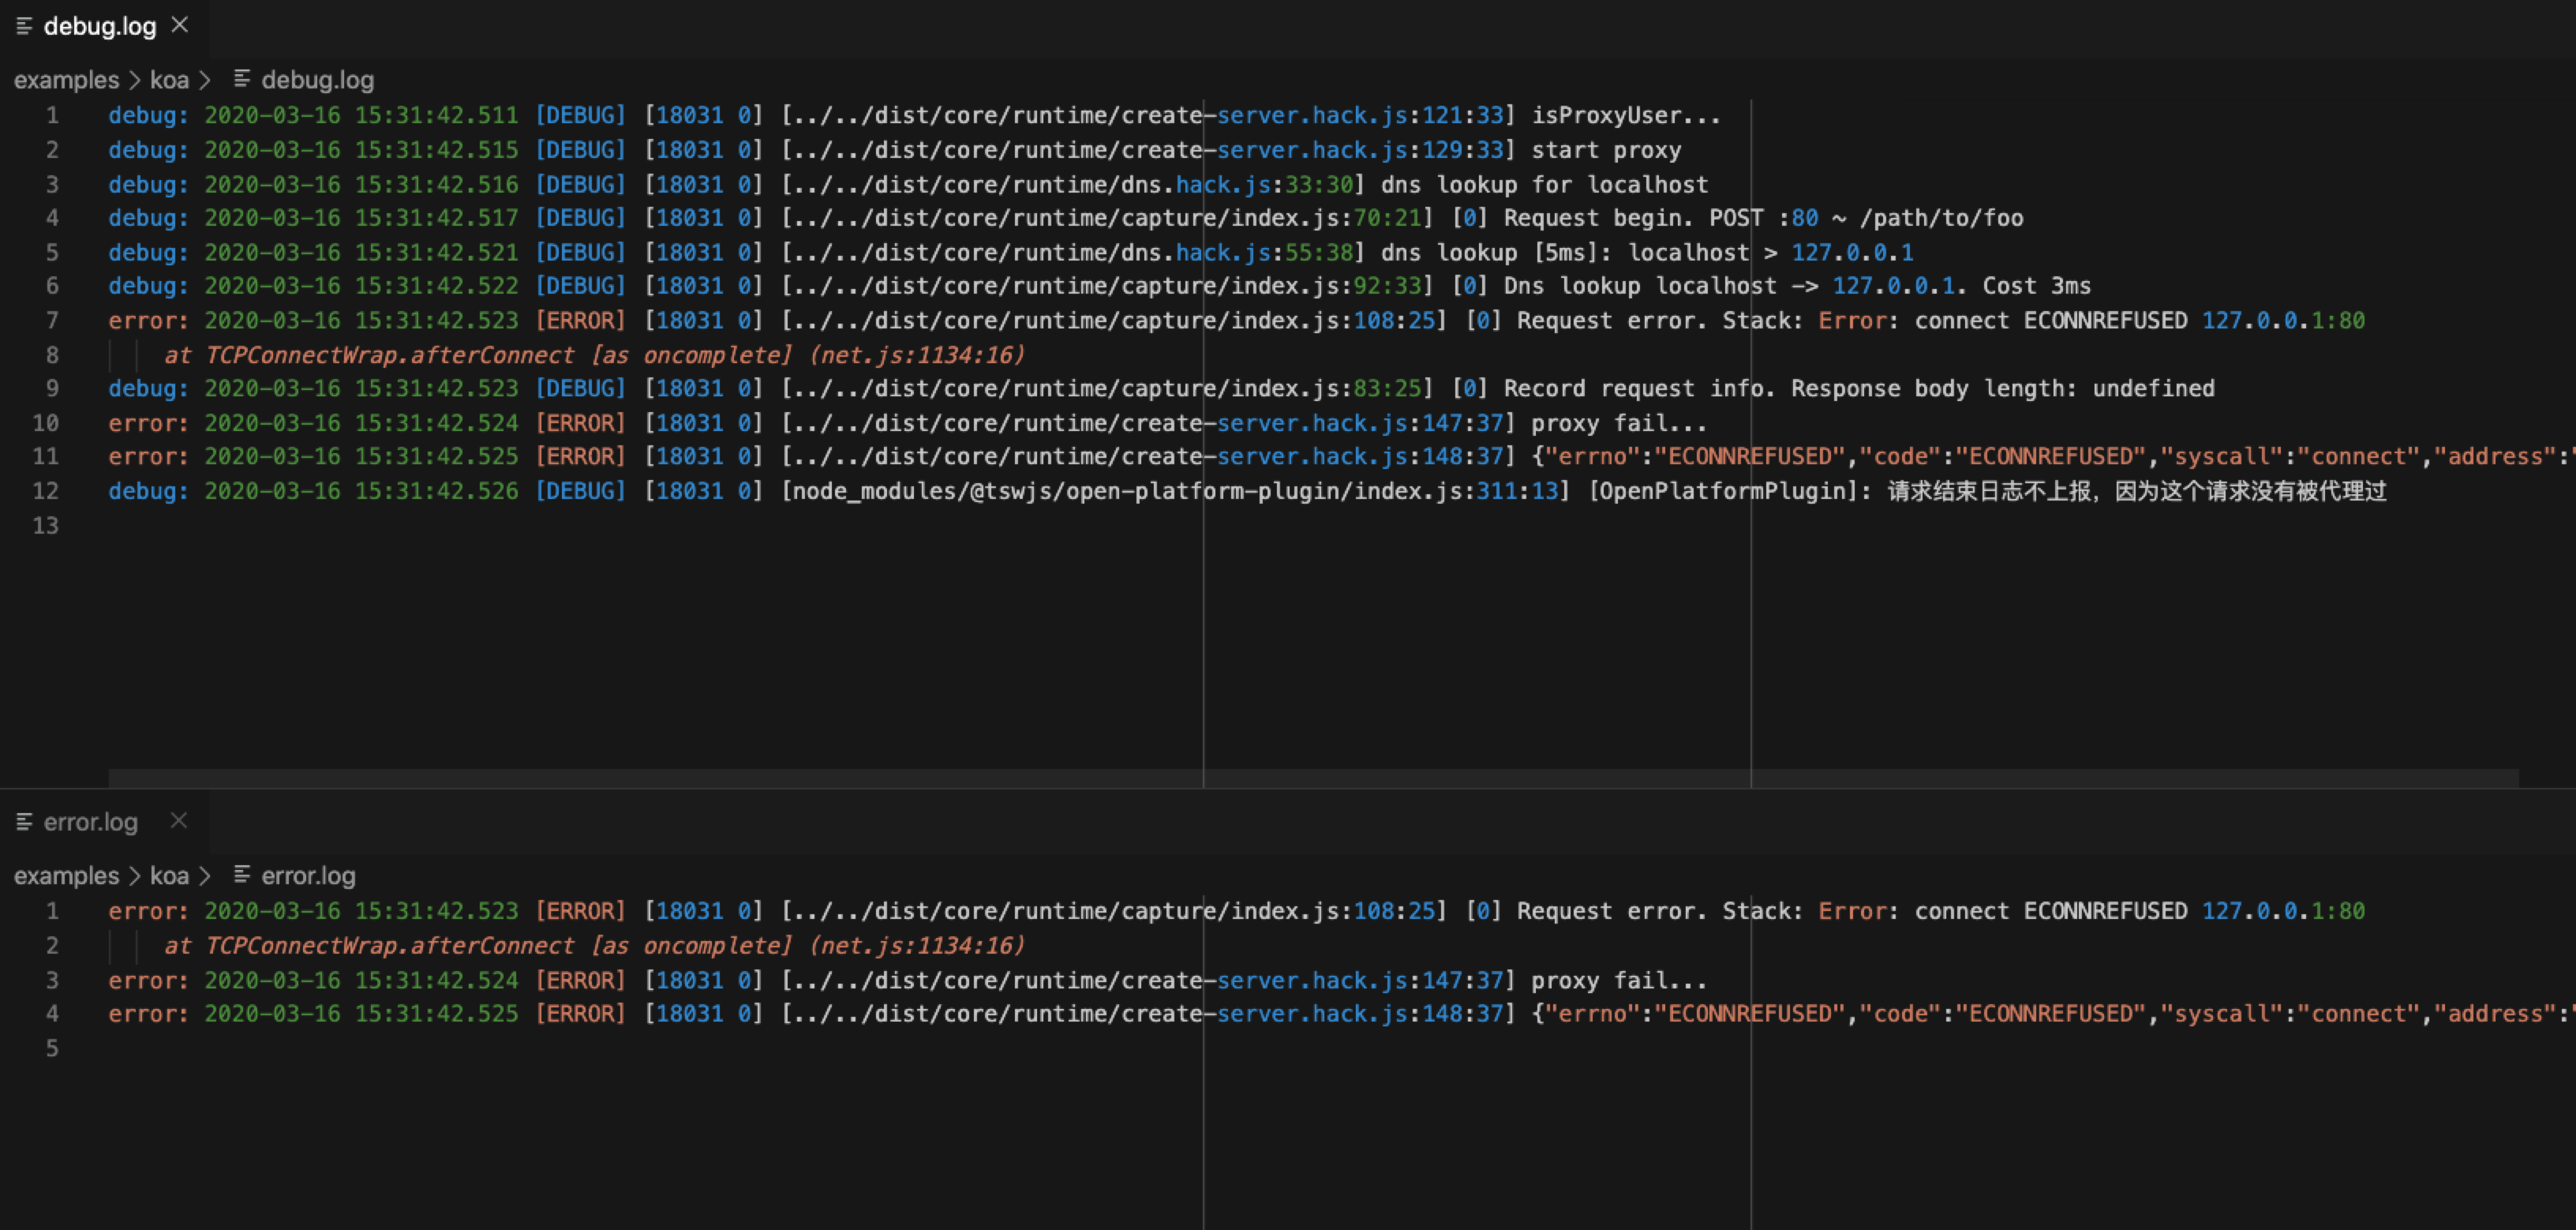 debug.log
examples > koa > debug.log
1 debug: 2020-03-16 15:31:42.511 [DEBUG] [18031 0] [../../dist/core/runtime/create-server.hack.js:121:33] isProxyUser...
2 debug: 2020-03-16 15:31:42.515 [DEBUG] [18031 0] [../../dist/core/runtime/create-server.hack.js:129:33] start proxy
3 debug: 2020-03-16 15:31:42.516 [DEBUG] [18031 0] [../../dist/core/runtime/dns.hack.js:33:30] dns lookup for localhost
4 debug: 2020-03-16 15:31:42.517 [DEBUG] [18031 0] [../../dist/core/runtime/capture/index.js:70:21] [0] Request begin. POST :80 ~ /path/to/foo
5 debug: 2020-03-16 15:31:42.521 [DEBUG] [18031 0] [../../dist/core/runtime/dns.hack.js:55:38] dns lookup [5ms]: localhost > 127.0.0.1
6 debug: 2020-03-16 15:31:42.522 [DEBUG] [18031 0] [../../dist/core/runtime/capture/index.js:92:33] [0] Dns lookup localhost -> 127.0.0.1. Cost 3ms
7 error: 2020-03-16 15:31:42.523 [ERROR] [18031 0] [../../dist/core/runtime/capture/index.js:108:25] [0] Request error. Stack: Error: connect ECONNREFUSED 127.0.0.1:80
8 at TCPConnectWrap.afterConnect [as oncomplete] (net.js:1134:16)
9 debug: 2020-03-16 15:31:42.523 [DEBUG] [18031 0] [../../dist/core/runtime/capture/index.js:83:25] [0] Record request info. Response body length: undefined
10 error: 2020-03-16 15:31:42.524 [ERROR] [18031 0] [../../dist/core/runtime/create-server.hack.js:147:37] proxy fail...
11 error: 2020-03-16 15:31:42.525 [ERROR] [18031 0] [../../dist/core/runtime/create-server.hack.js:148:37] {"errno":"ECONNREFUSED","code":"ECONNREFUSED","syscall":"connect","address":"
12 debug: 2020-03-16 15:31:42.526 [DEBUG] [18031 0] [node_modules/@tswjs/open-platform-plugin/index.js:311:13] [OpenPlatformPlugin]: 请求结束日志不上报，因为这个请求没有被代理过
13
error.log
examples > koa > error.log
1 error: 2020-03-16 15:31:42.523 [ERROR] [18031 0] [../../dist/core/runtime/capture/index.js:108:25] [0] Request error. Stack: Error: connect ECONNREFUSED 127.0.0.1:80
2 at TCPConnectWrap.afterConnect [as oncomplete] (net.js:1134:16)
3 error: 2020-03-16 15:31:42.524 [ERROR] [18031 0] [../../dist/core/runtime/create-server.hack.js:147:37] proxy fail...
4 error: 2020-03-16 15:31:42.525 [ERROR] [18031 0] [../../dist/core/runtime/create-server.hack.js:148:37] {"errno":"ECONNREFUSED","code":"ECONNREFUSED","syscall":"connect","address":"
5